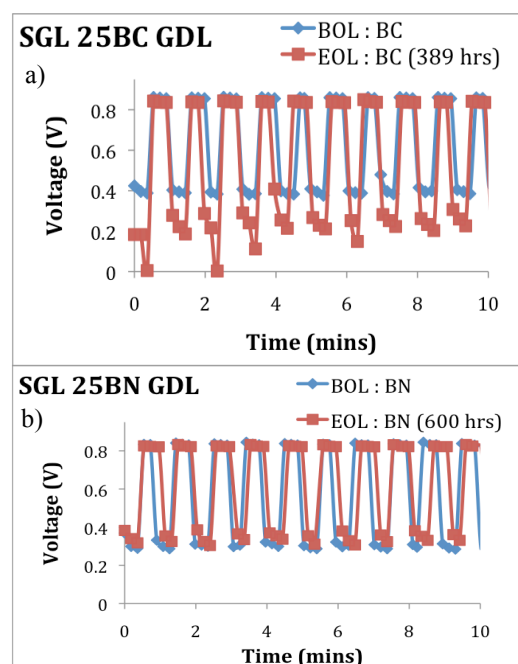 SGL 25BC GDL
BOL : BC
EOL : BC (389 hrs)
a)
0.8
0.6
0.4
0.2
0
Voltage (V)
0 2 4 6 8 10
Time (mins)
SGL 25BN GDL
BOL : BN
b)
EOL : BN (600 hrs)
0.8
0.6
0.4
0.2
0
Voltage (V)
0 2 4 6 8 10
Time (mins)